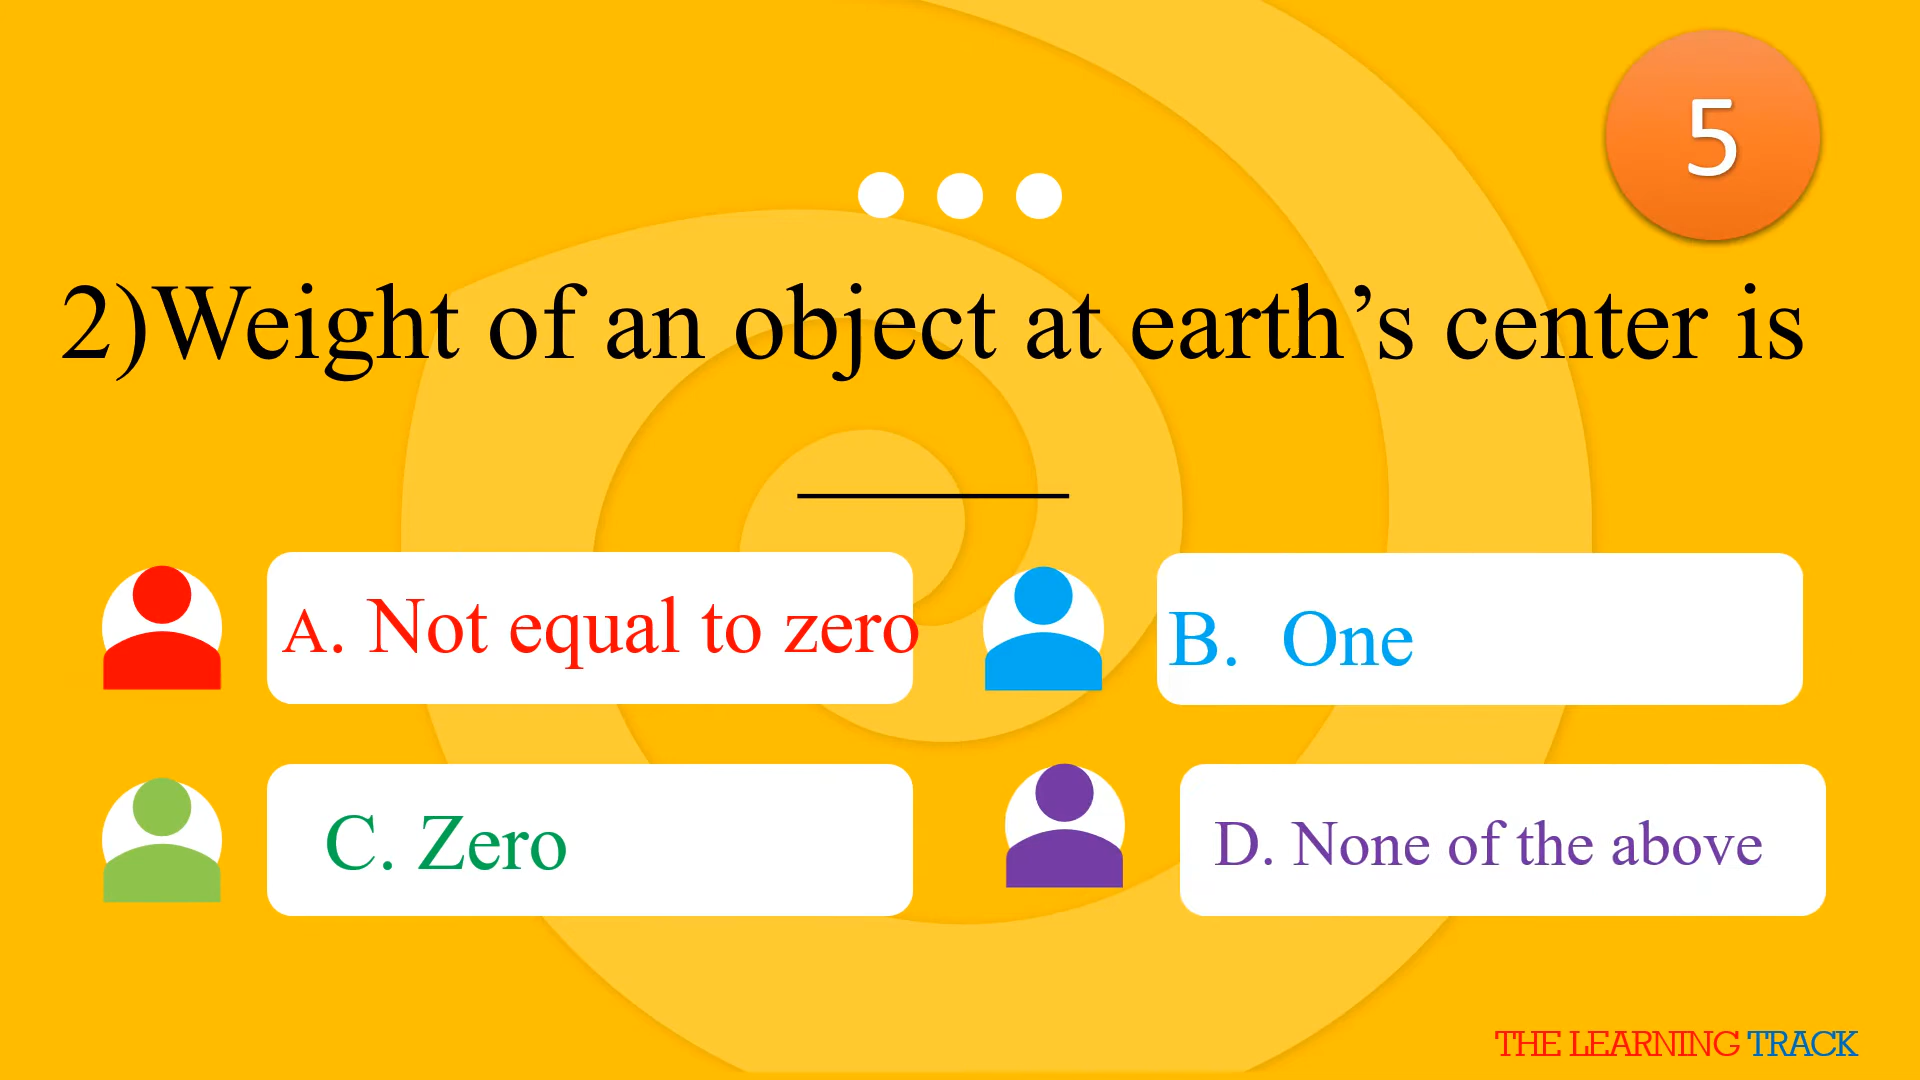 5
2)Weight of an object at earth’s center is
______
A. Not equal to zero
B. One
C. Zero
D. None of the above
THE LEARNING TRACK